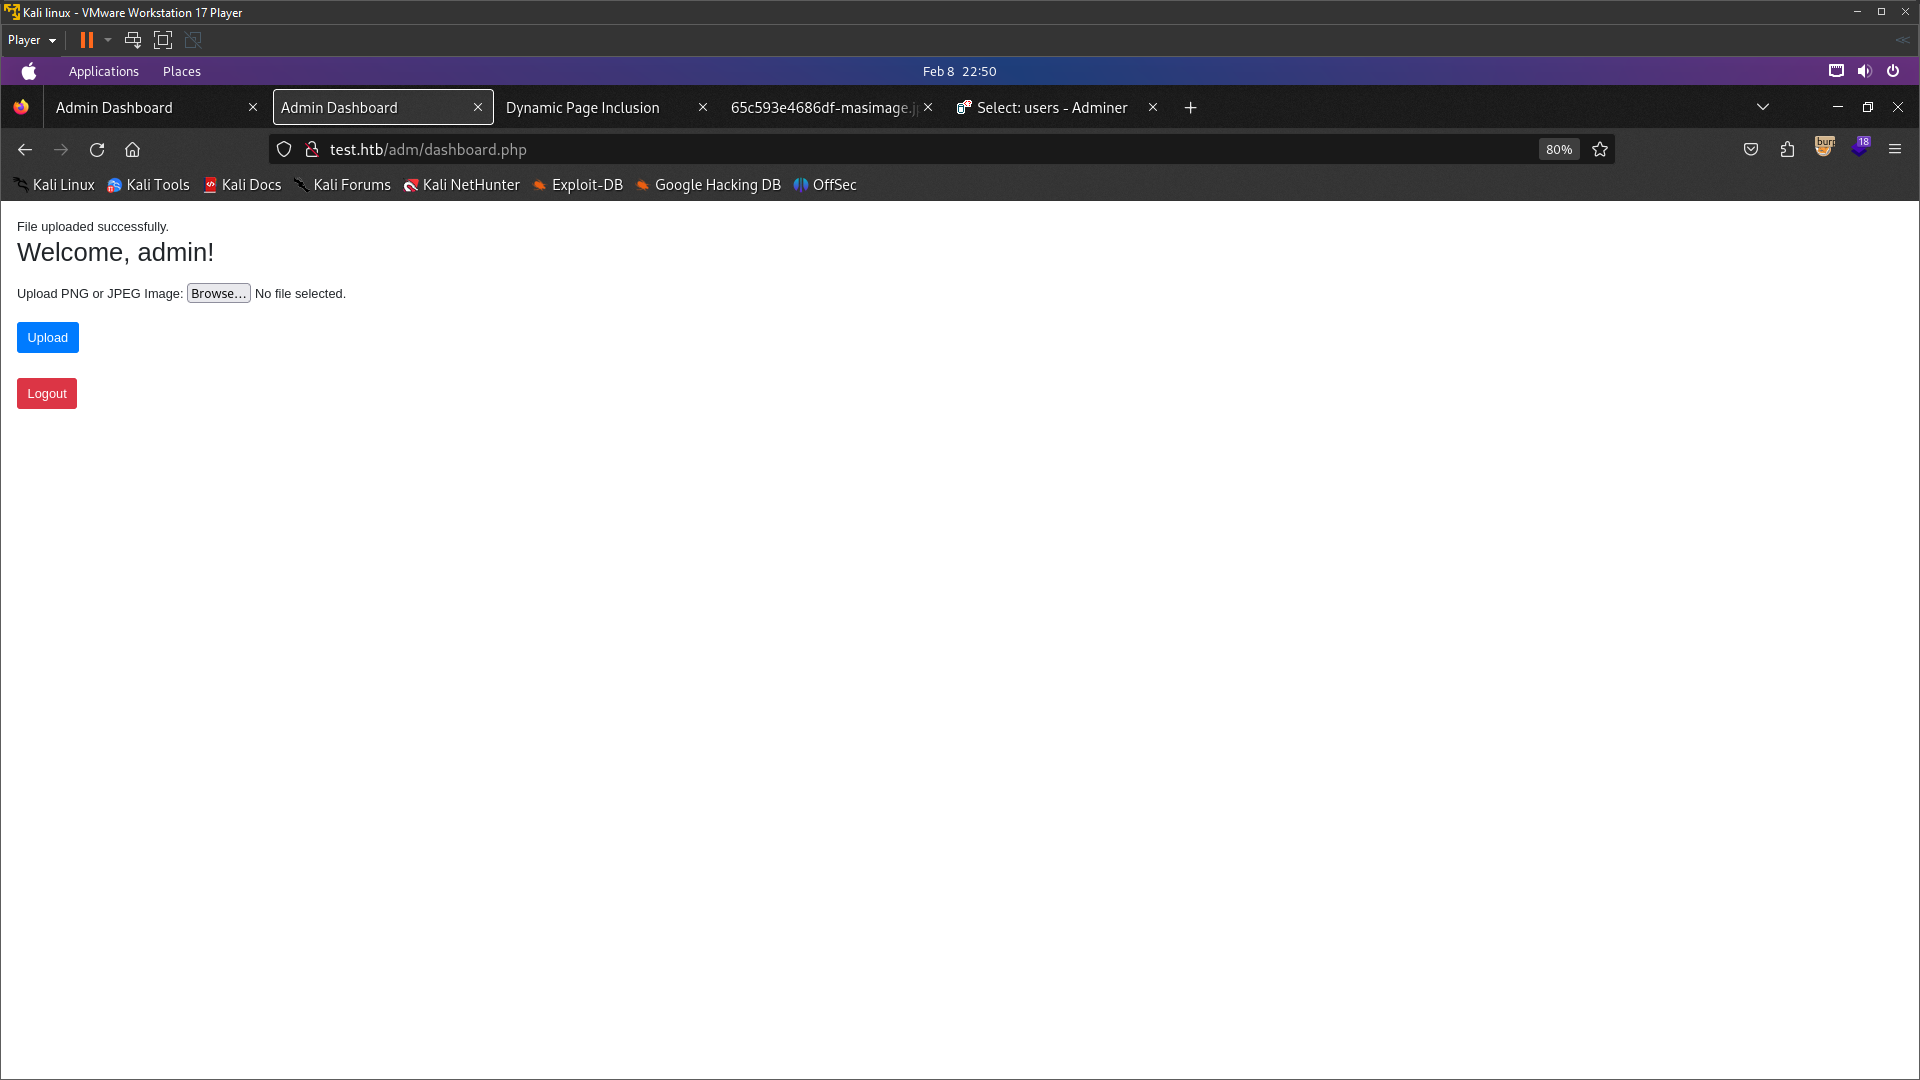 Kali linux - VMware Workstation 17 Player
Player
Applications Places Feb 8 22:50
Admin Dashboard Admin Dashboard Dynamic Page Inclusion 65c593e4686df-masimage.j Select: users - Adminer
test.htb/adm/dashboard.php 80% 18
Kali Linux Kali Tools Kali Docs Kali Forums Kali NetHunter Exploit-DB Google Hacking DB OffSec
File uploaded successfully.
Welcome, admin!
Upload PNG or JPEG Image: Browse... No file selected.
Upload
Logout